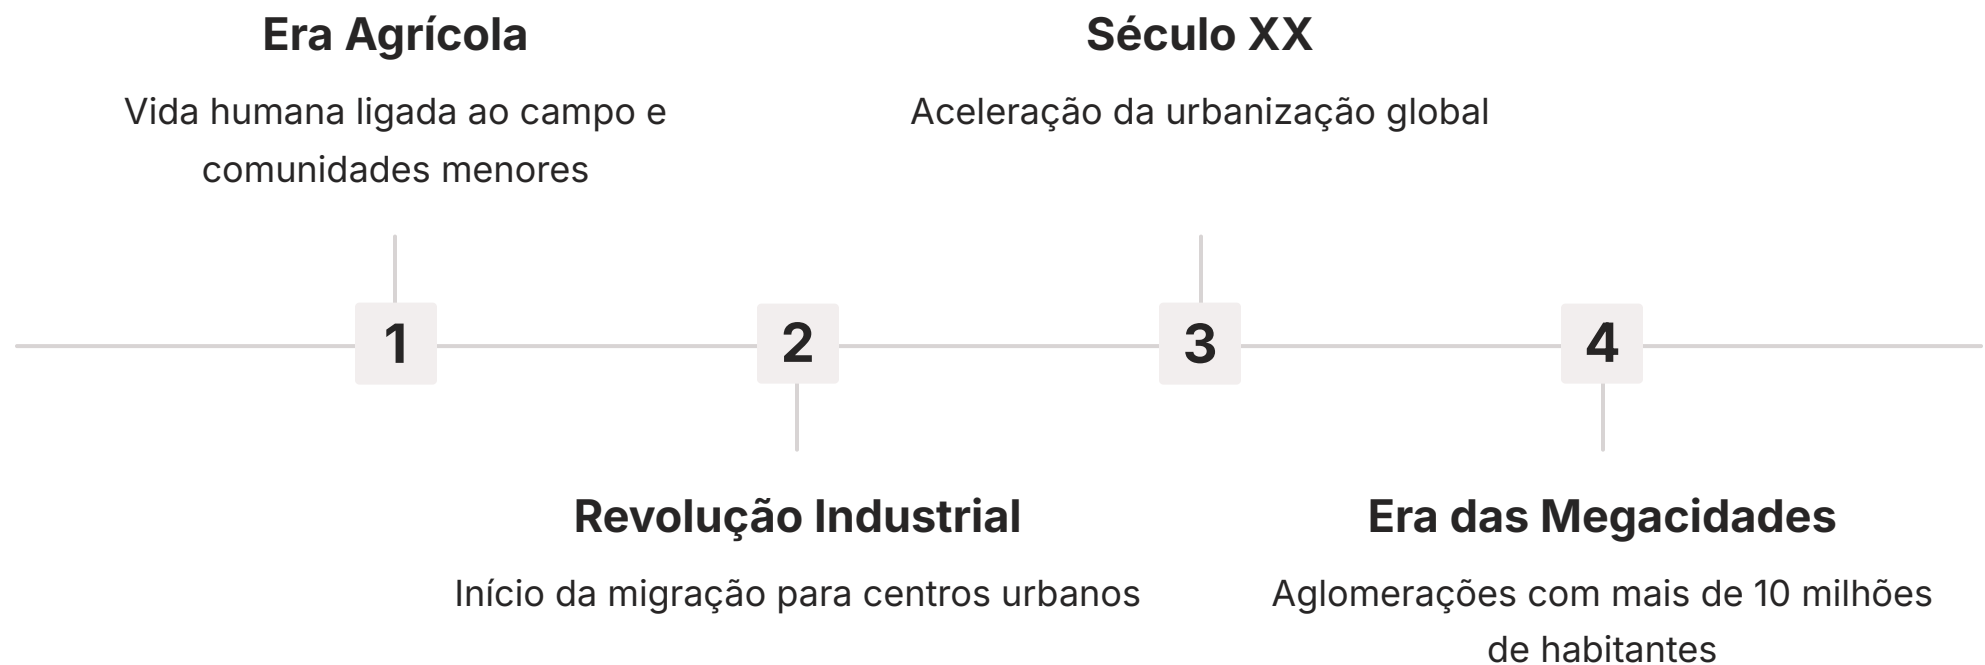 Era Agrícola
Vida humana ligada ao campo e
comunidades menores
Século XX
Aceleração da urbanização global
1
2
3
4
Revolução Industrial
Início da migração para centros urbanos
Era das Megacidades
Aglomerações com mais de 10 milhões
de habitantes